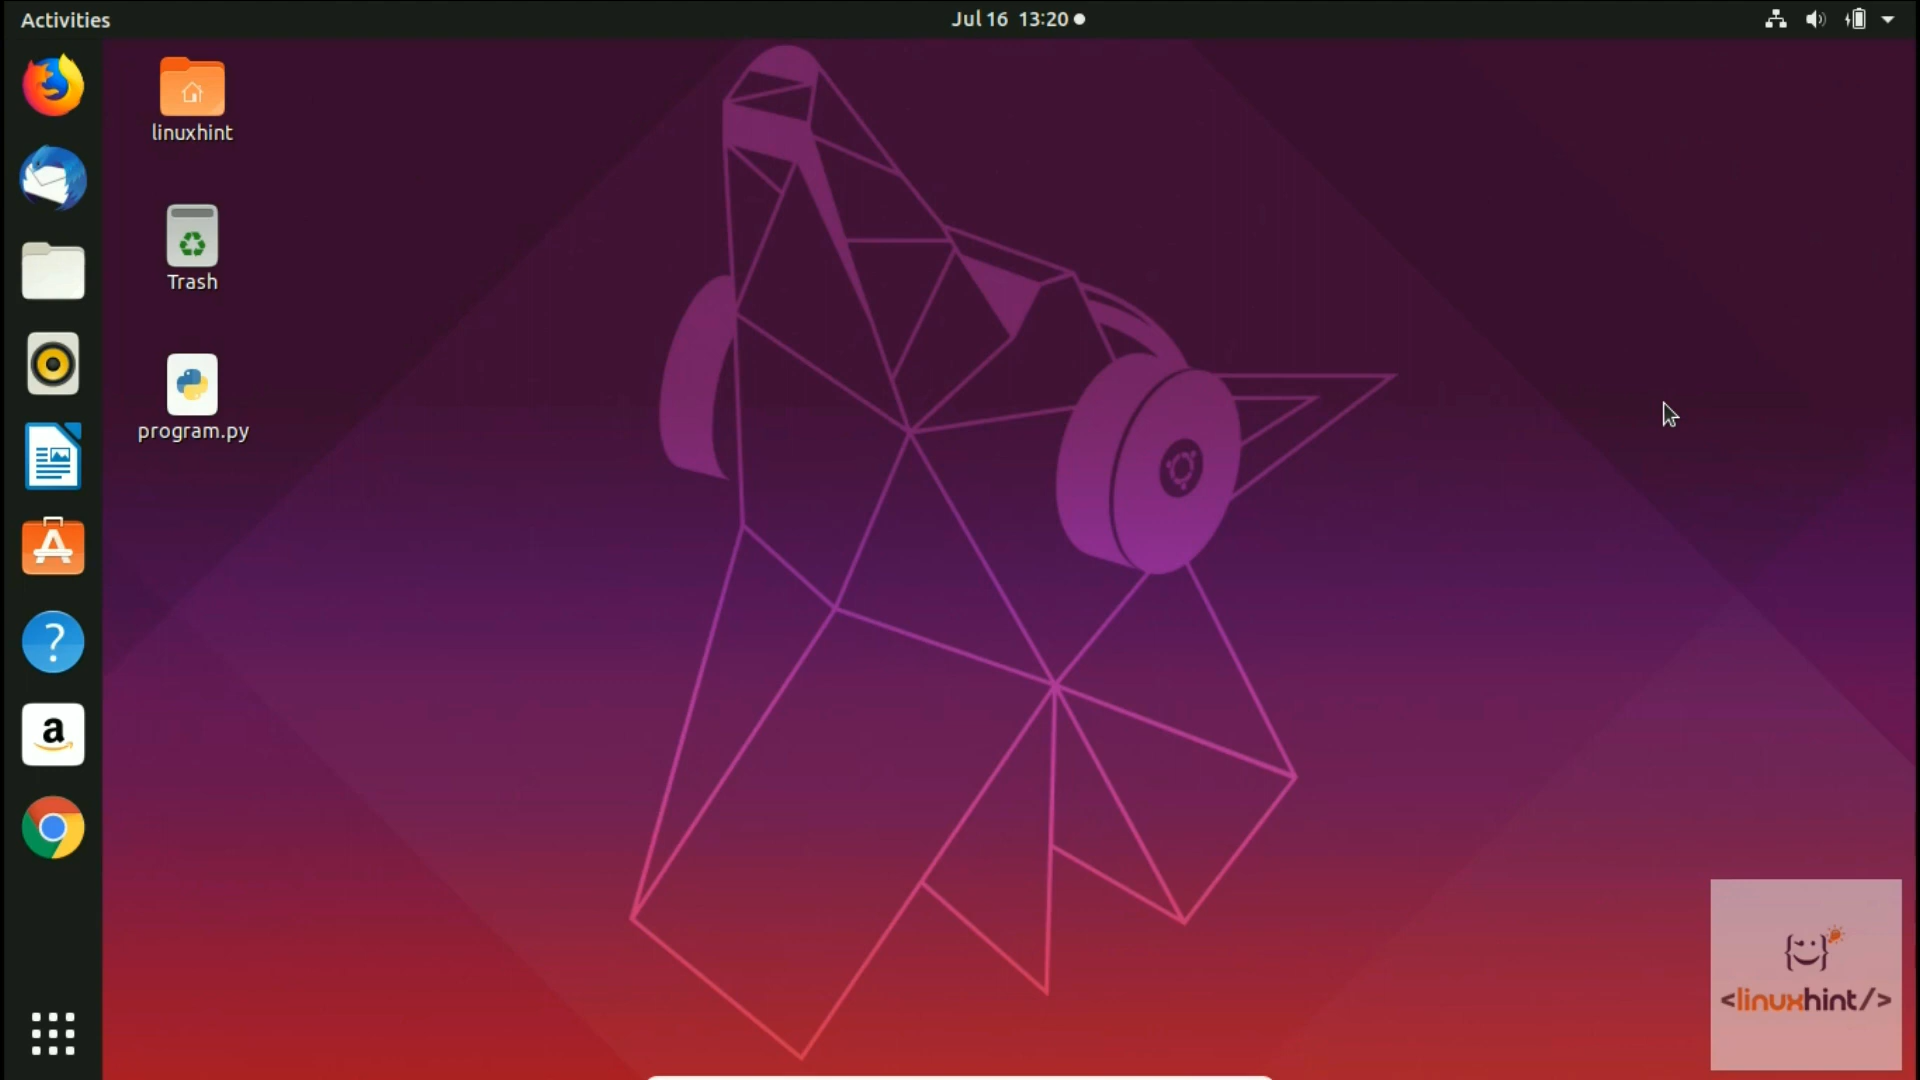 Activities
Jul 16 13:20
linuxhint
Trash
program.py
?
a
<linuxhint/>